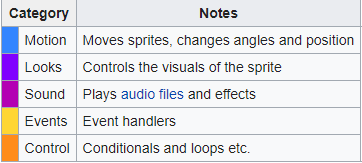 Category Notes
Motion Moves sprites, changes angles and position
Looks Controls the visuals of the sprite
Sound Plays audio files and effects
Events Event handlers
Control Conditionals and loops etc.